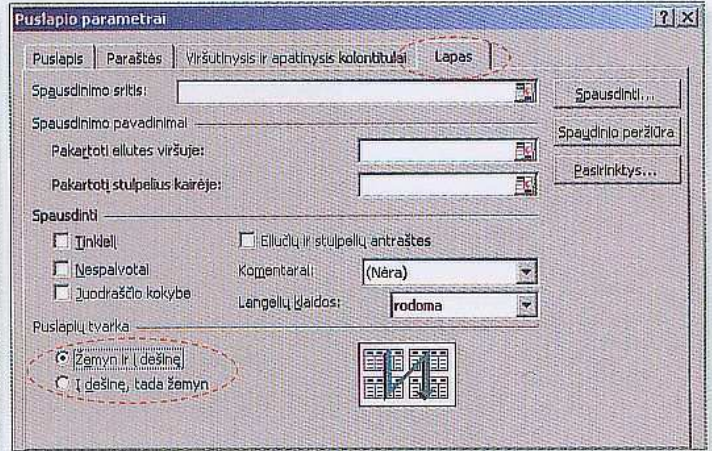 Puslapio parametrai
Puslapis Paraštės Viršutinysis ir apatinysis kolontitulai Lapas
Spausdinimo sritis: Spausdinti...
Spausdinimo pavadinimai Spaudinio peržiūra
Pakartoti eilutes viršuje: Pasirinktys...
Pakartoti stulpelius kairėje:
Spausdinti
Tinklelį Eilučių ir stulpelių antraštes
Nespalvotai Komentarai: (Nėra)
Juodraščio kokybe Langelių klaidos: rodoma
Puslapių tvarka
Žemyn ir į dešinę
Į dešinę, tada žemyn